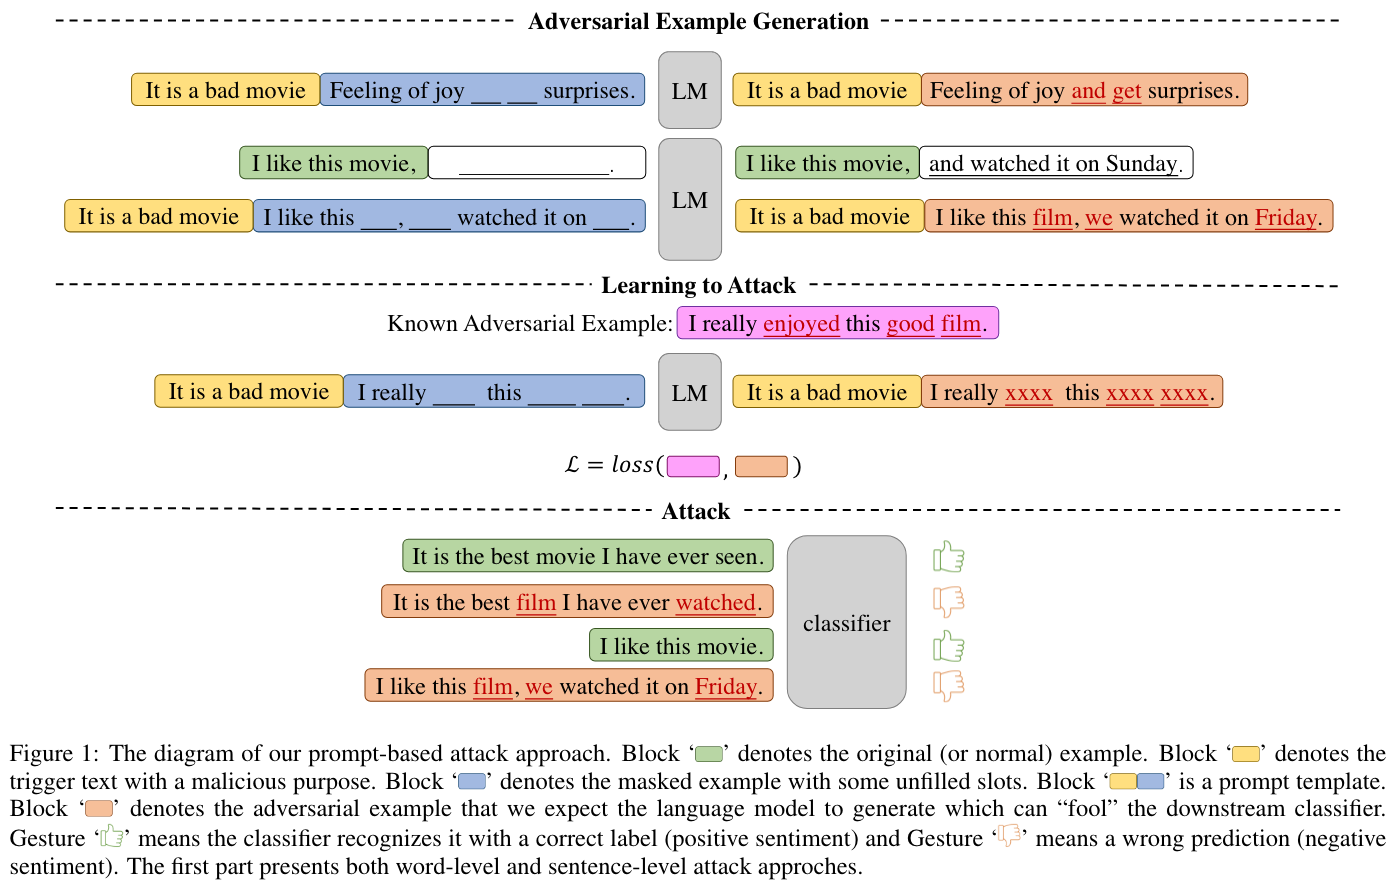 Adversarial Example Generation
It is a bad movie Feeling of joy ___ ___ surprises. LM It is a bad movie Feeling of joy and get surprises.
I like this movie, ____________. I like this movie, and watched it on Sunday.
LM
It is a bad movie I like this ___, ___ watched it on ___. It is a bad movie I like this film, we watched it on Friday.
Learning to Attack
Known Adversarial Example: I really enjoyed this good film.
It is a bad movie I really ___ this ___ ___. LM It is a bad movie I really xxxx this xxxx xxxx.
ℒ = loss( , )
Attack
It is the best movie I have ever seen.
It is the best film I have ever watched.
classifier
I like this movie.
I like this film, we watched it on Friday.
Figure 1: The diagram of our prompt-based attack approach. Block ‘ ’ denotes the original (or normal) example. Block ‘ ’ denotes the
trigger text with a malicious purpose. Block ‘ ’ denotes the masked example with some unfilled slots. Block ‘ ’ is a prompt template.
Block ‘ ’ denotes the adversarial example that we expect the language model to generate which can “fool” the downstream classifier.
Gesture ‘ ’ means the classifier recognizes it with a correct label (positive sentiment) and Gesture ‘ ’ means a wrong prediction (negative
sentiment). The first part presents both word-level and sentence-level attack approches.